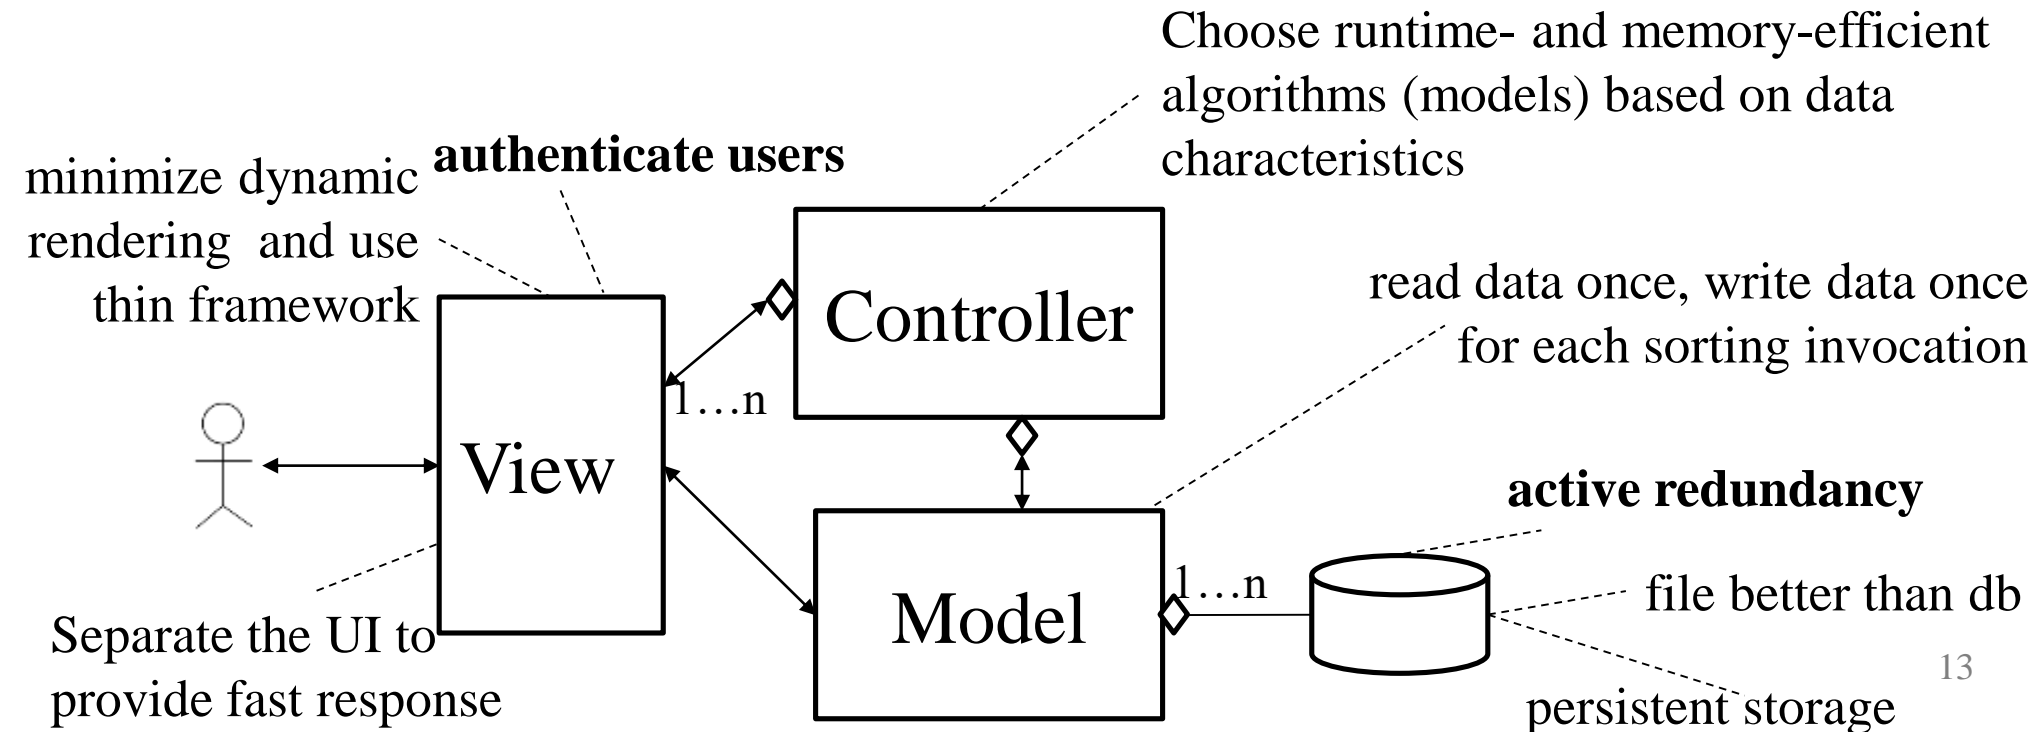 Choose runtime- and memory-efficient
algorithms (models) based on data
characteristics
authenticate users
minimize dynamic
rendering and use
thin framework
Controller
read data once, write data once
for each sorting invocation
1…n
View
active redundancy
1…n
file better than db
Model
Separate the UI to
provide fast response
13
persistent storage